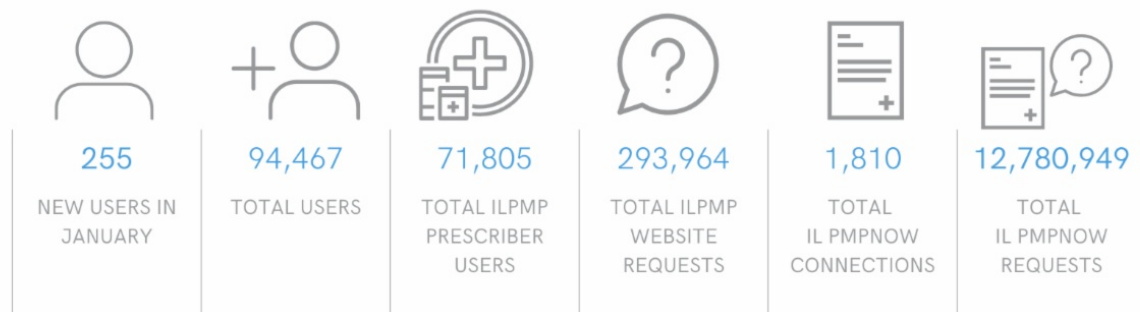 255
NEW USERS IN
JANUARY
94,467
TOTAL USERS
71,805
TOTAL ILPMP
PRESCRIBER
USERS
293,964
TOTAL ILPMP
WEBSITE
REQUESTS
1,810
TOTAL
IL PMPNOW
CONNECTIONS
12,780,949
TOTAL
IL PMPNOW
REQUESTS